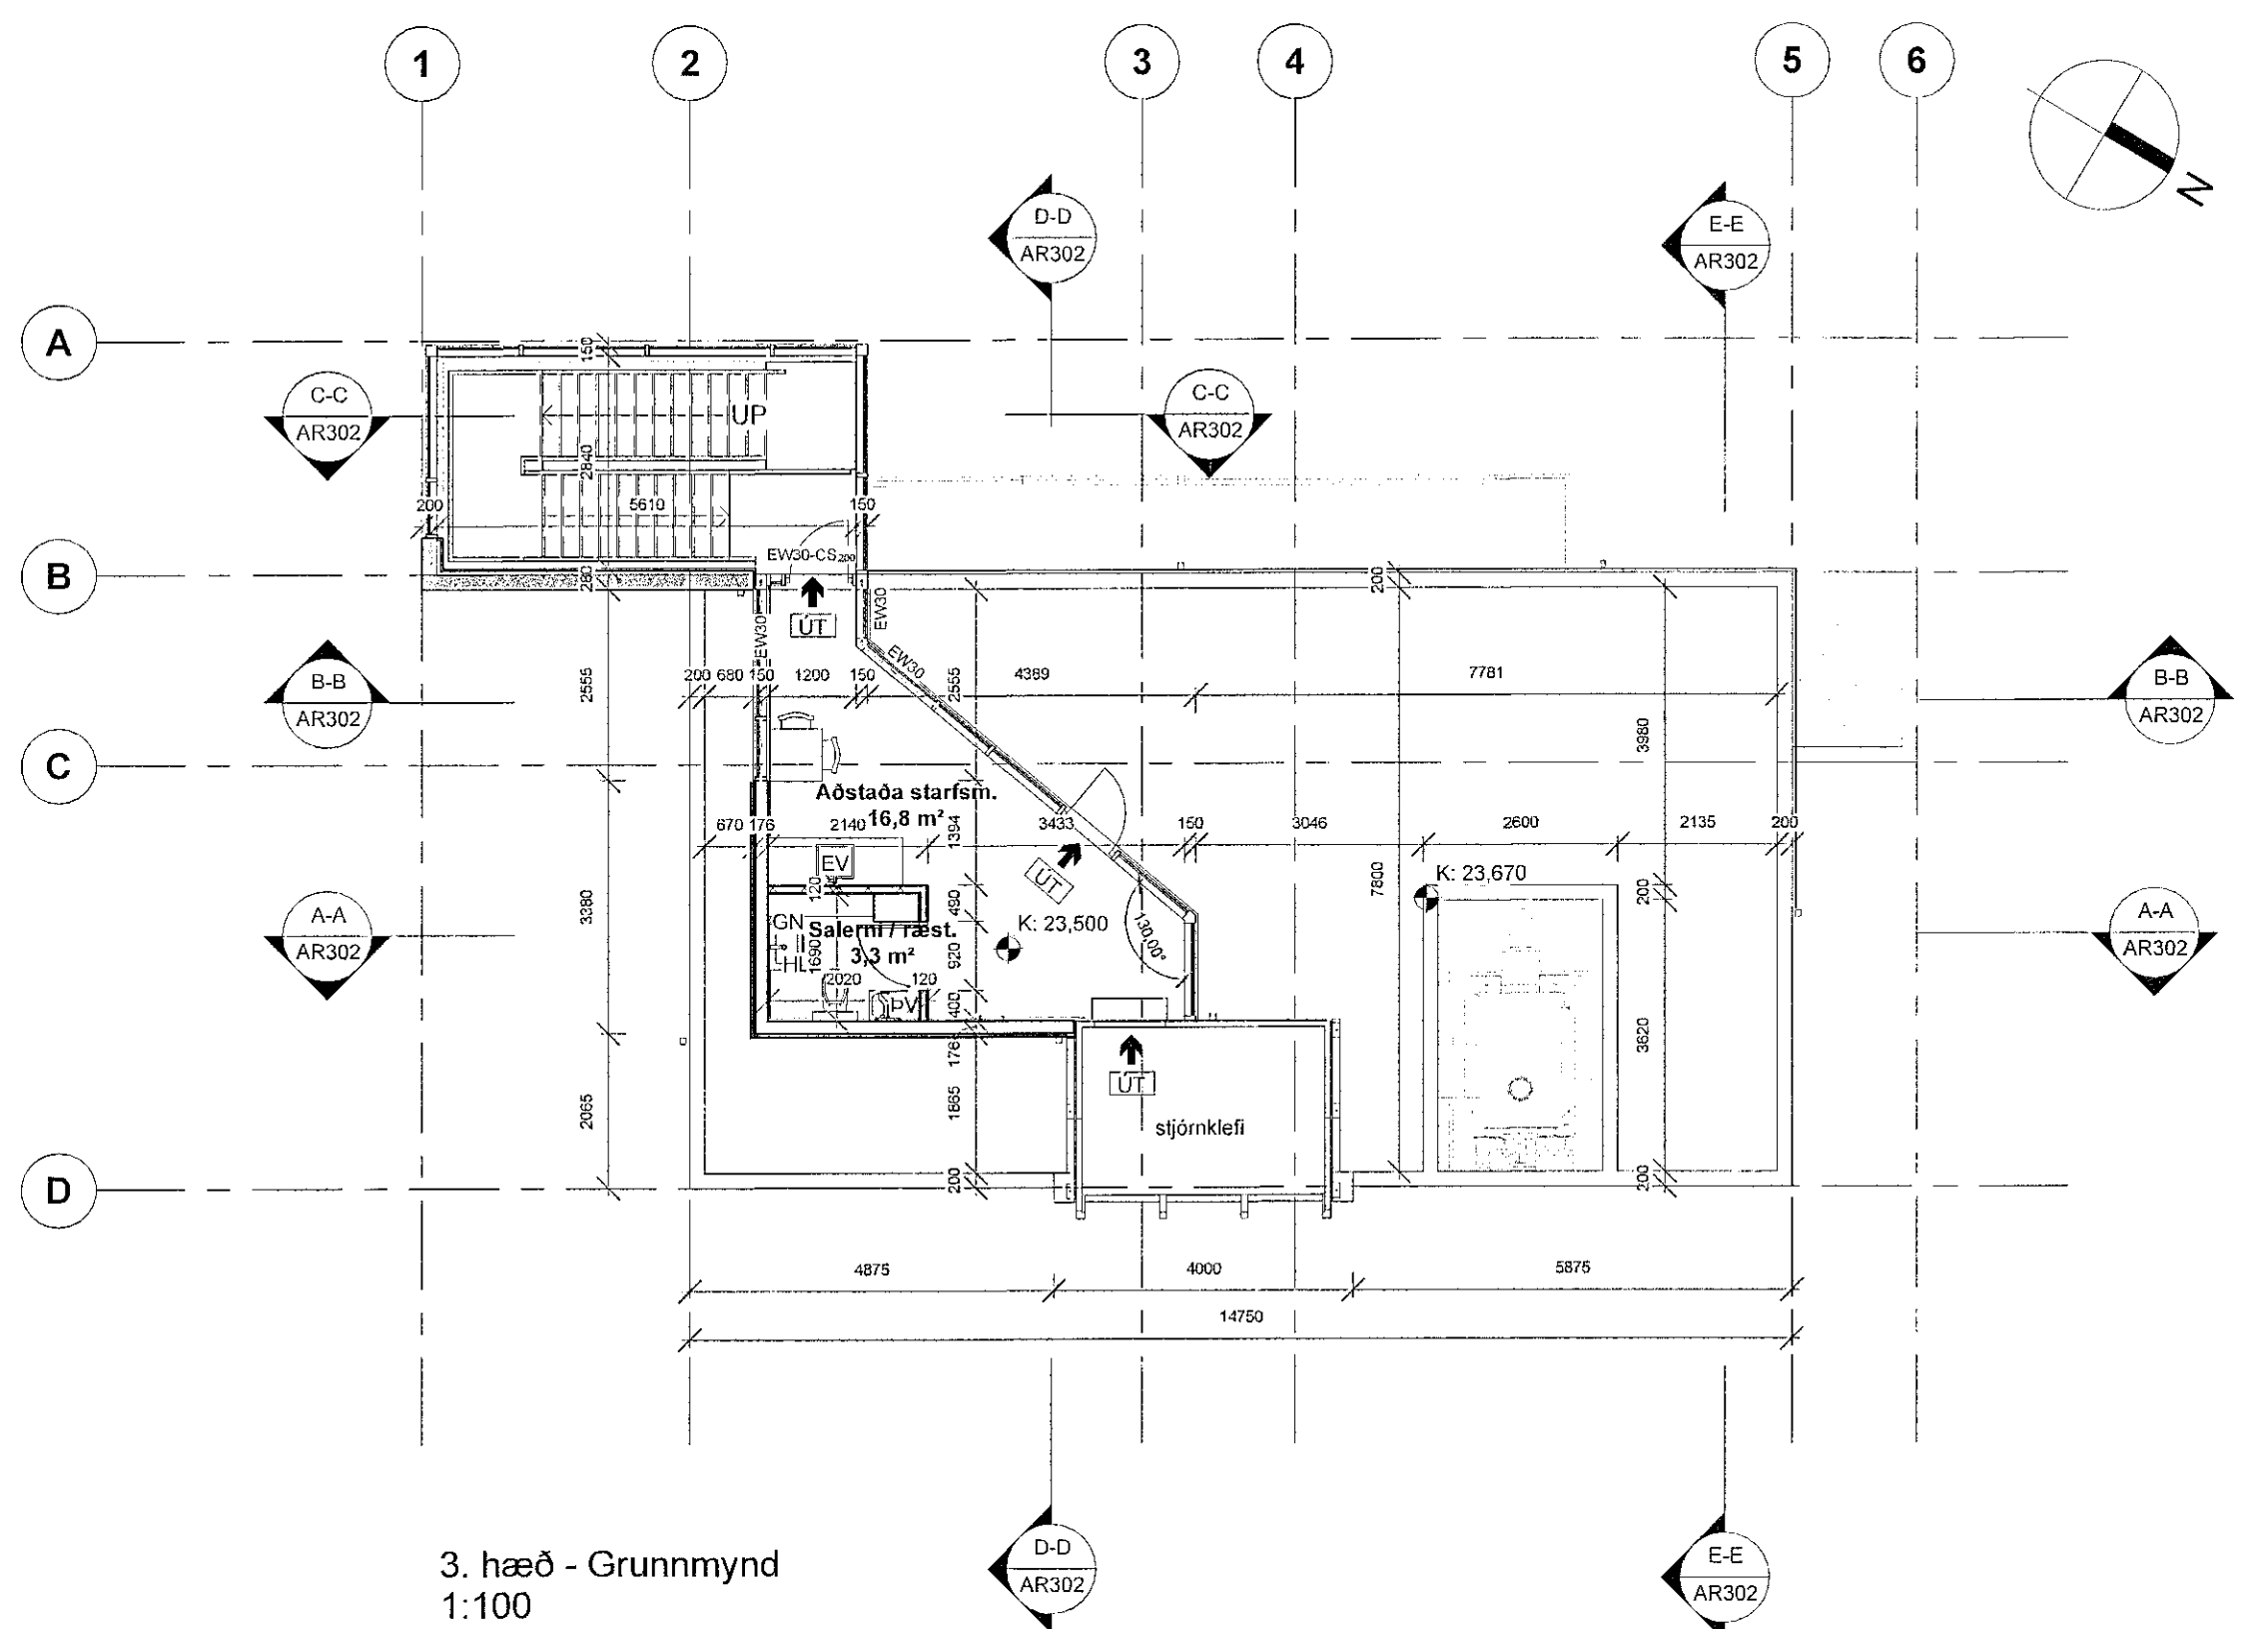 1
2
3
4
5
6
N
D-D
AR302
E-E
AR302
A
150
C-C
AR302
UP
C-C
AR302
2840
200
5610
150
EW30-CS
200
B
280
200
ÚT
EW30
EW30
EW30
B-B
AR302
2555
200
680
150
1200
150
2555
4389
7781
B-B
AR302
3980
C
Aðstaða starfsm.
16,8 m²
670
176
2140
1394
3433
150
3046
2600
2135
200
EV
ÚT
7800
K: 23,670
120
200
A-A
AR302
3380
490
GN
Salerni / ræst.
3,3 m²
K: 23,500
130,00°
A-A
AR302
1690
HL
920
2020
120
ÞV
400
176
3620
ÚT
2065
1865
stjórnklefi
D
200
200
4875
4000
5875
14750
D-D
AR302
E-E
AR302
3. hæð - Grunnmynd
1:100